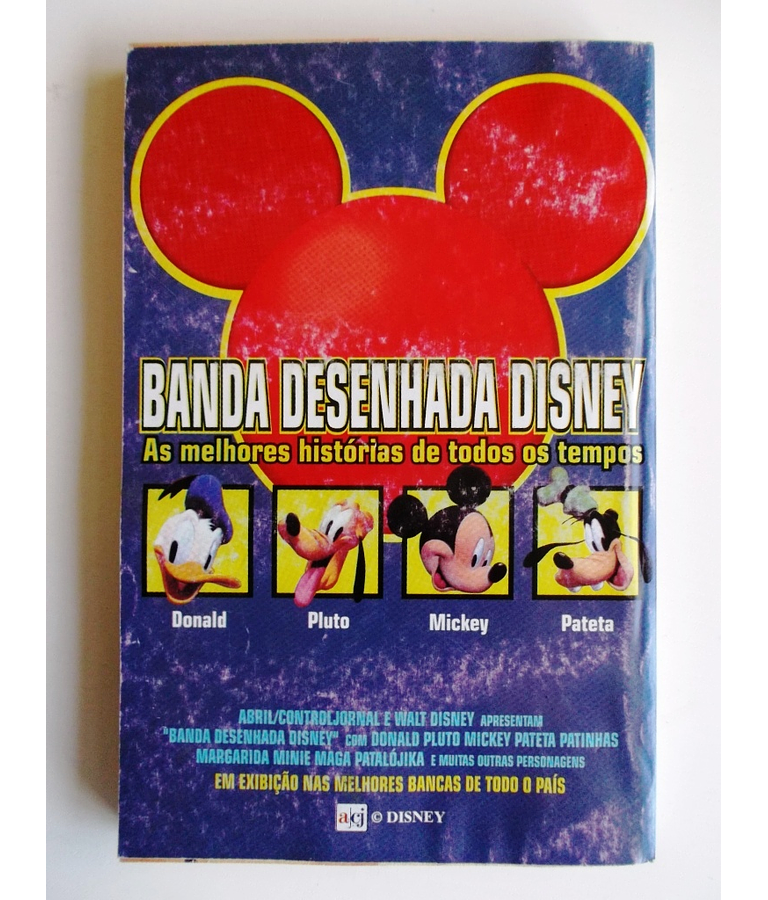 BANDA DESENHADA DISNEY
As melhores histórias de todos os tempos
Donald Pluto Mickey Pateta
ABRIL/CONTROLJORNAL E WALT DISNEY APRESENTAM
"BANDA DESENHADA DISNEY" COM DONALD PLUTO MICKEY PATETA PATINHAS
MARGARIDA MINIE MAGA PATALÓJIKA E MUITAS OUTRAS PERSONAGENS
EM EXIBIÇÃO NAS MELHORES BANCAS DE TODO O PAÍS
a/cj © DISNEY